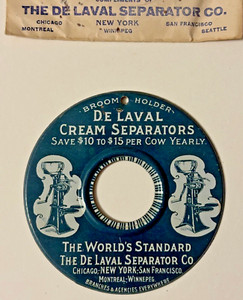 COMPLIMENTS OF
THE DE LAVAL SEPARATOR CO.
CHICAGO NEW YORK SAN FRANCISCO
MONTREAL WINNIPEG SEATTLE
"BROOM HOLDER"
DE LAVAL
CREAM SEPARATORS
SAVE $10 TO $15 PER COW YEARLY
THE WORLD'S STANDARD
THE DE LAVAL SEPARATOR CO
CHICAGO-NEW YORK-SAN FRANCISCO
MONTREAL-WINNEPEG
BRANCHES & AGENCIES EVERYWHERE